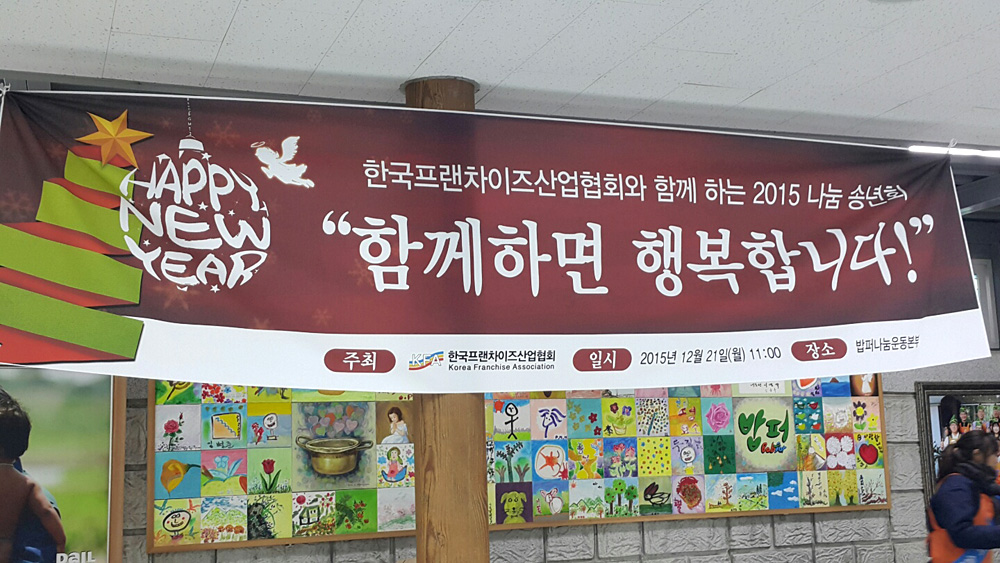 HAPPY
NEW
YEAR
한국프랜차이즈산업협회와 함께 하는 2015 나눔 송년회
“함께하면 행복합니다!”
주최 KFA 한국프랜차이즈산업협회
Korea Franchise Association
일시 2015년 12월 21일(월) 11:00
장소 밥퍼나눔운동본부
밥퍼
Dail